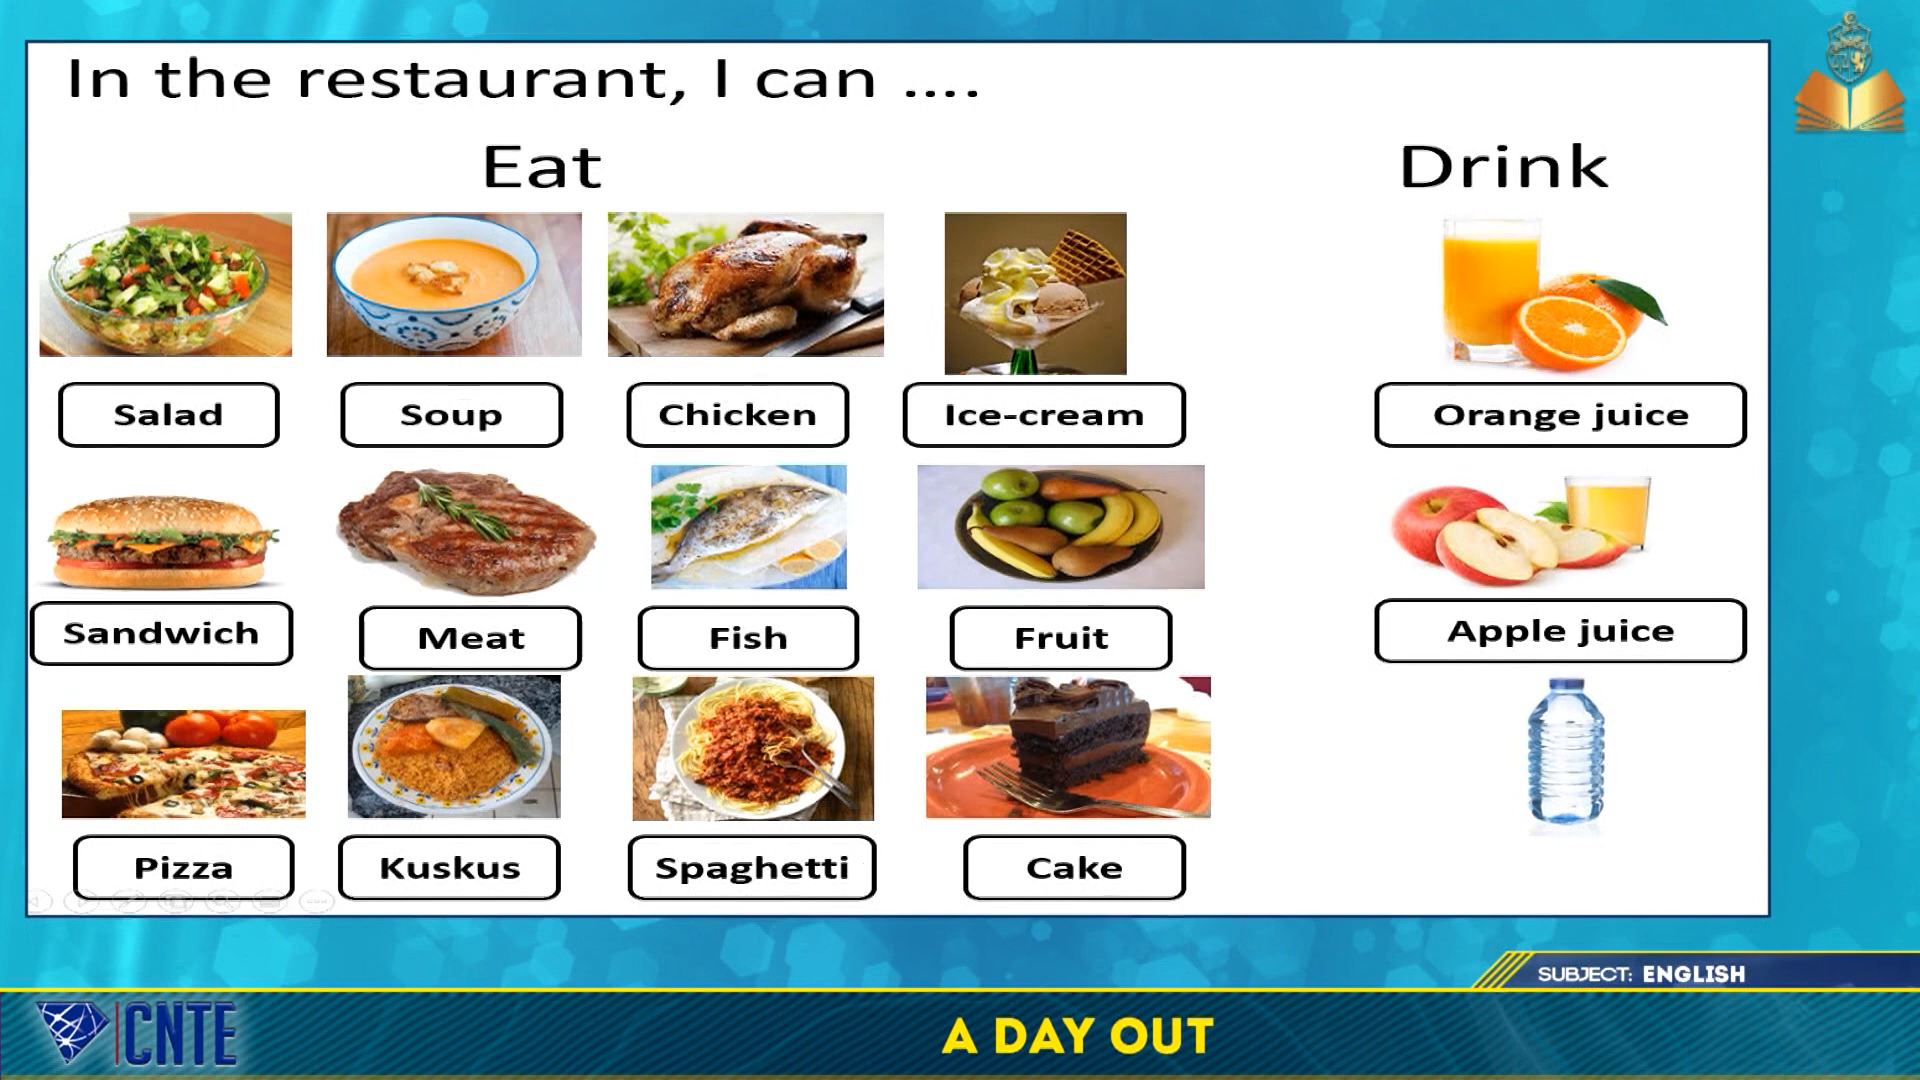 In the restaurant, I can ....
Eat
Drink
Salad
Soup
Chicken
Ice-cream
Orange juice
Sandwich
Meat
Fish
Fruit
Apple juice
Pizza
Kuskus
Spaghetti
Cake
SUBJECT: ENGLISH
CNTE
A DAY OUT